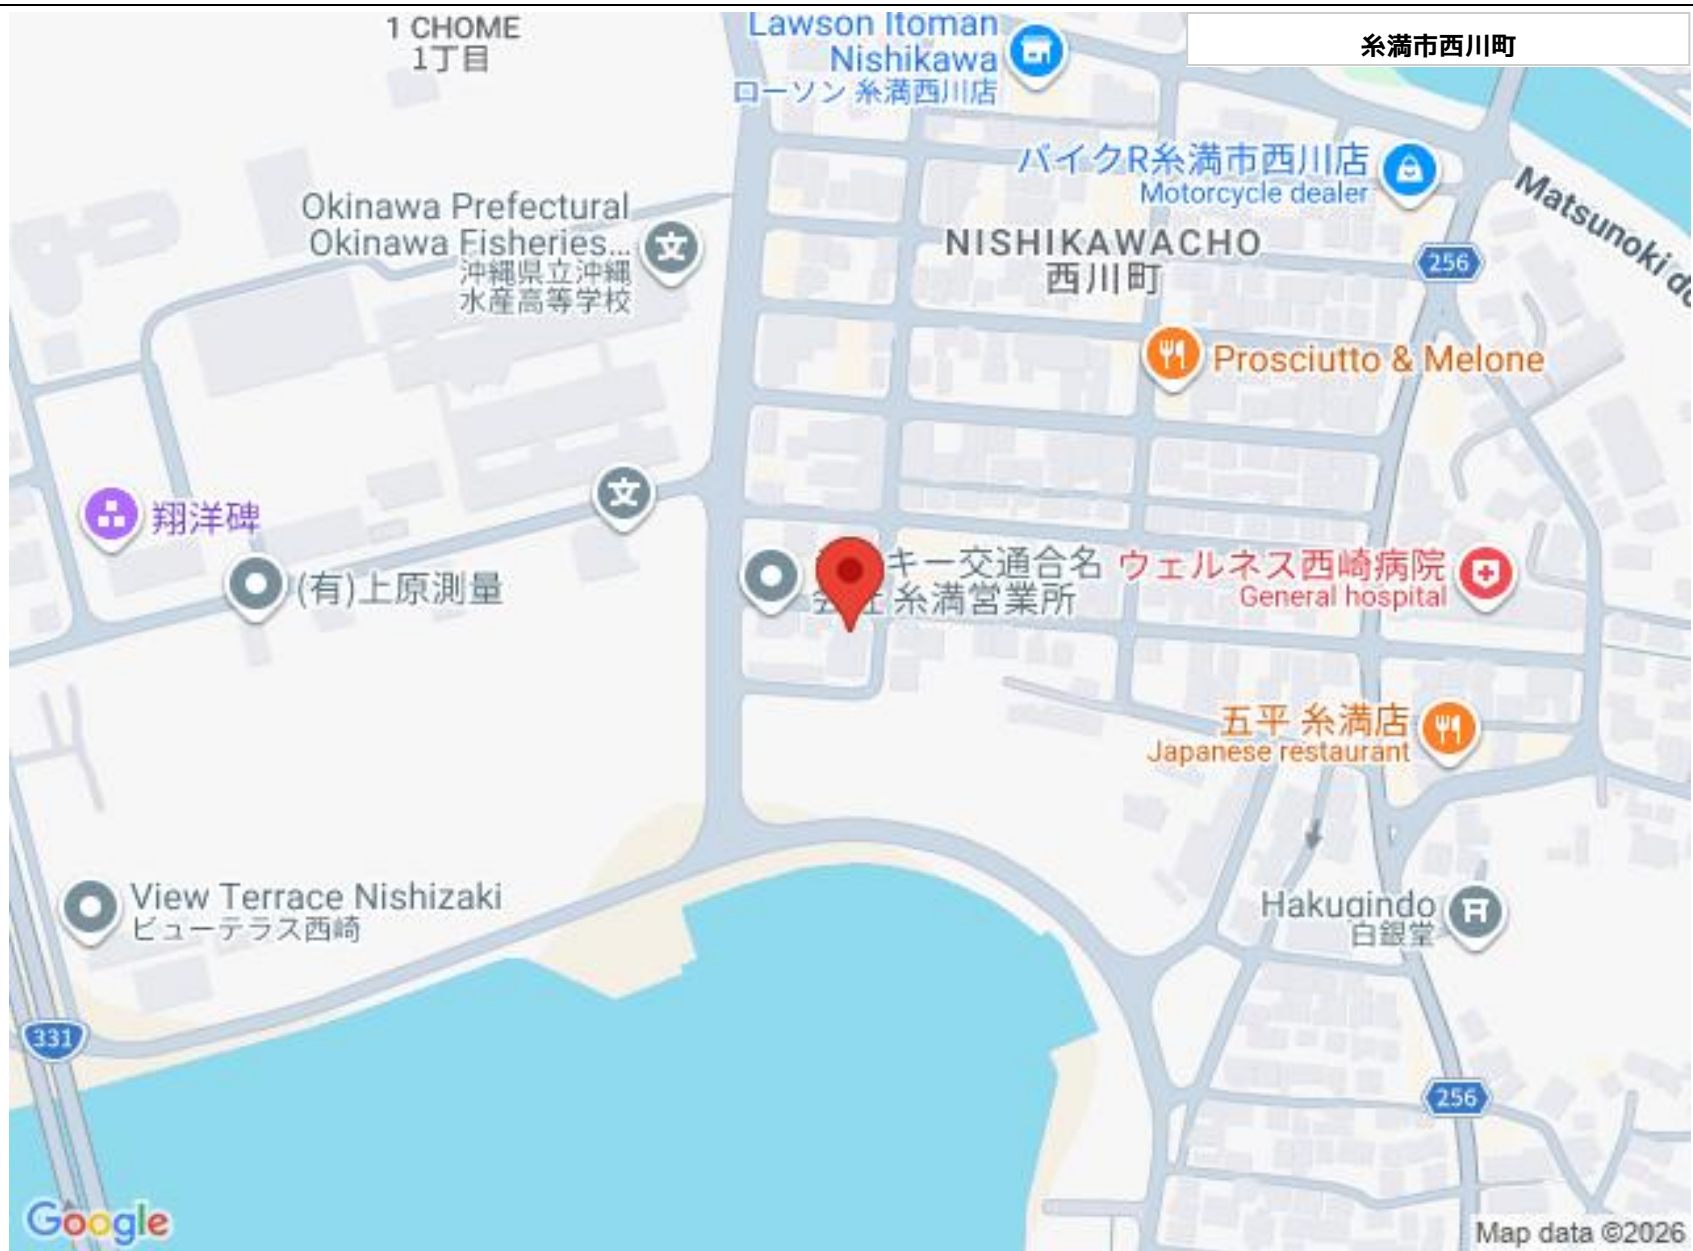 1 CHOME
1丁目
Lawson Itoman
Nishikawa
ローソン 糸満西川店
糸満市西川町
バイクR糸満市西川店
Motorcycle dealer
Matsunoki do
Okinawa Prefectural
Okinawa Fisheries...
沖縄県立沖縄
水産高等学校
文
NISHIKAWACHO
西川町
256
Prosciutto & Melone
文
翔洋碑
(有)上原測量
キー交通合名
会社 糸満営業所
ウェルネス西崎病院
General hospital
五平 糸満店
Japanese restaurant
View Terrace Nishizaki
ビューテラス西崎
Hakugindo
白銀堂
331
256
Google
Map data ©2026